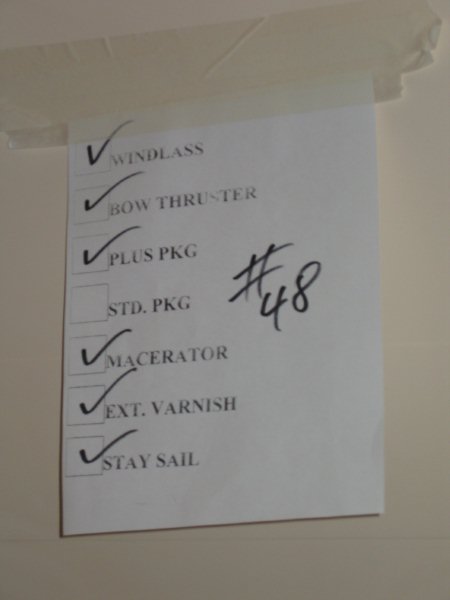 WINDLASS
BOW THRUSTER
PLUS PKG
STD. PKG
#48
MACERATOR
EXT. VARNISH
STAY SAIL